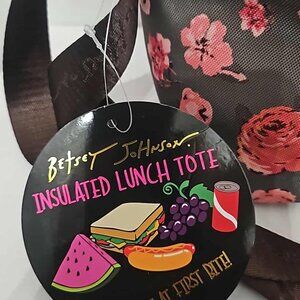 BETSEY JOHNSON
INSULATED LUNCH TOTE
AT FIRST BITE!